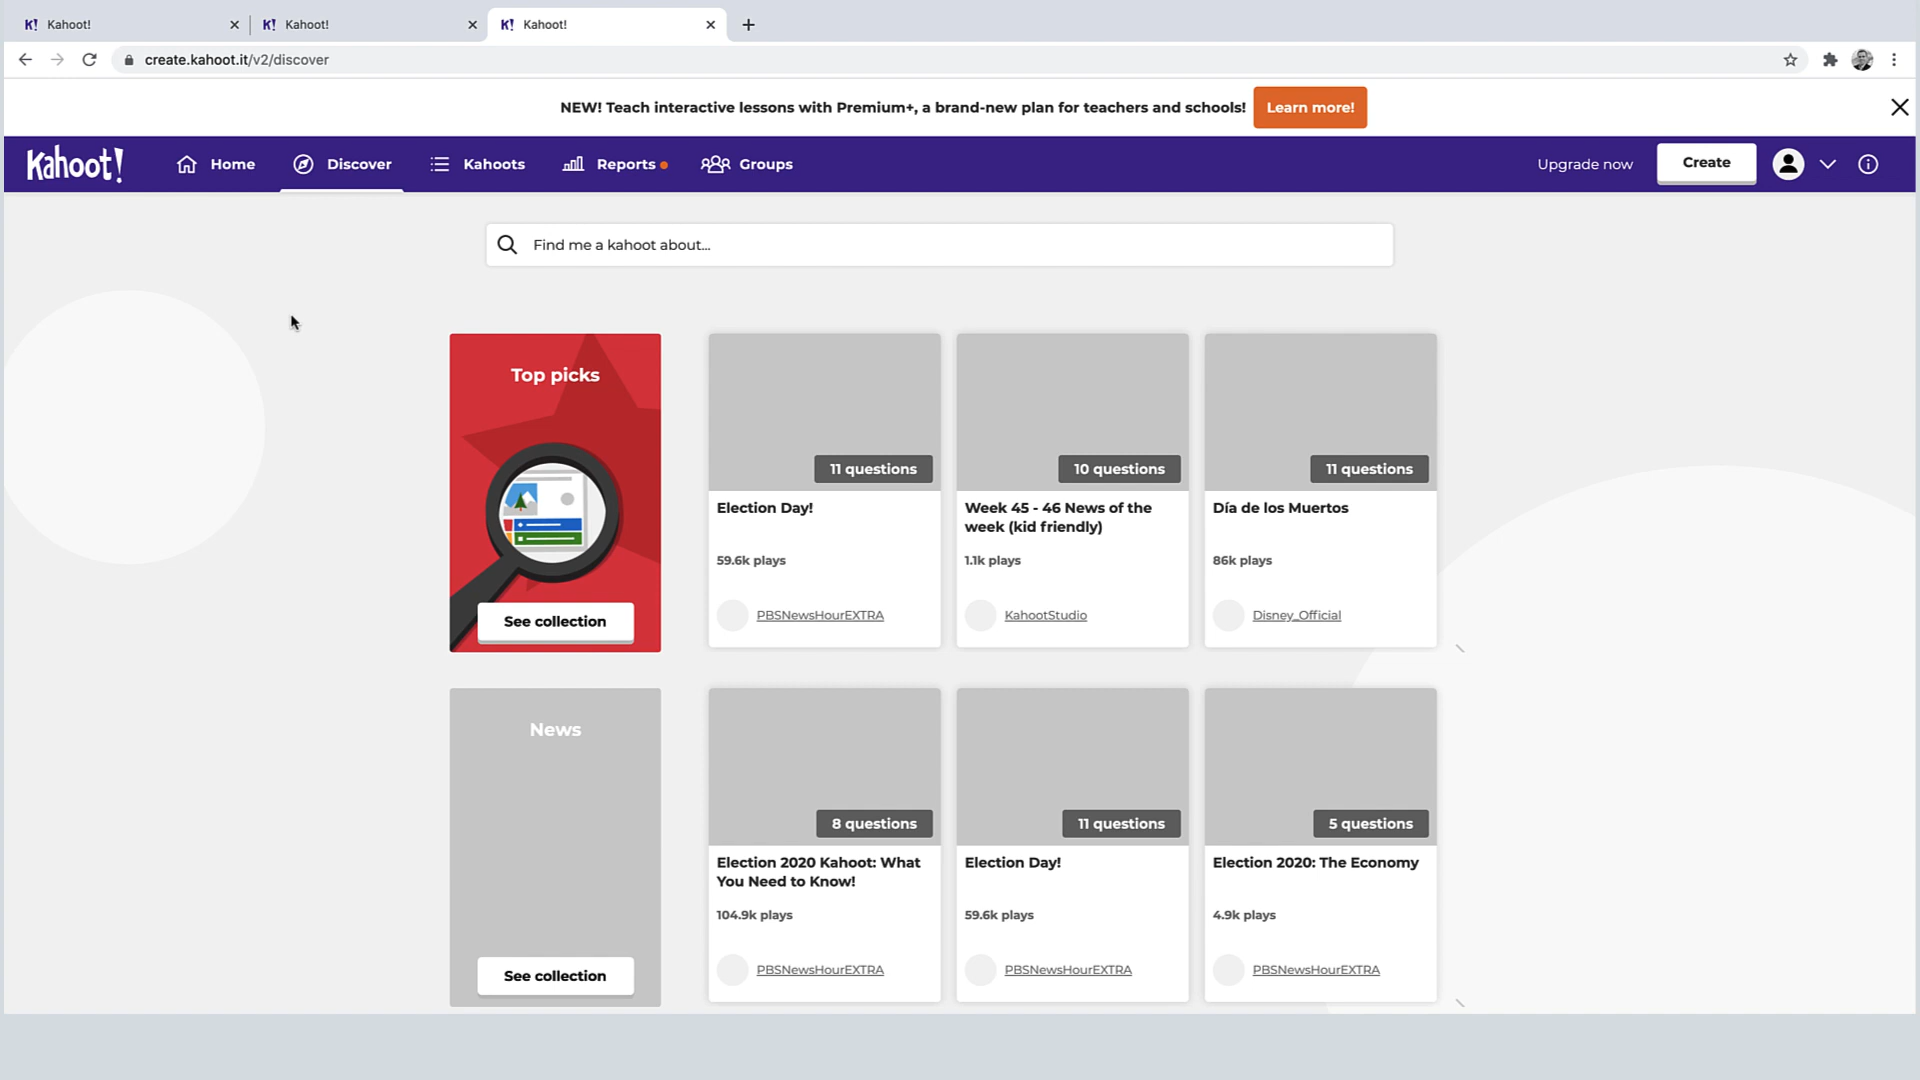 K! Kahoot!
K! Kahoot!
K! Kahoot!
create.kahoot.it/v2/discover
NEW! Teach interactive lessons with Premium+, a brand-new plan for teachers and schools! Learn more!
Kahoot! Home Discover Kahoots Reports Groups Upgrade now Create
Find me a kahoot about...
Top picks
See collection
11 questions
Election Day!
59.6k plays
PBSNewsHourEXTRA
10 questions
Week 45 - 46 News of the
week (kid friendly)
1.1k plays
KahootStudio
11 questions
Día de los Muertos
86k plays
Disney_Official
News
See collection
8 questions
Election 2020 Kahoot: What
You Need to Know!
104.9k plays
PBSNewsHourEXTRA
11 questions
Election Day!
59.6k plays
PBSNewsHourEXTRA
5 questions
Election 2020: The Economy
4.9k plays
PBSNewsHourEXTRA